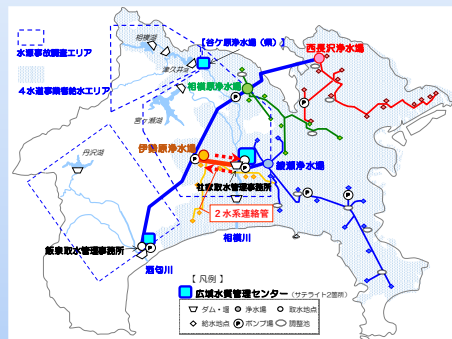 水源事故調査エリア
4水道事業者給水エリア
相模湖
【谷ケ原浄水場（県）】
津久井湖
西長沢浄水場
相模原浄水場
宮ヶ瀬湖
丹沢湖
伊勢原浄水場
綾瀬浄水場
社家取水管理事務所
2水系連絡管
飯泉取水管理事務所
酒匂川
相模川
【 凡例 】
広域水質管理センター（サテライト2箇所）
ダム・堰 浄水場 取水地点
給水地点 P ポンプ場 調整池